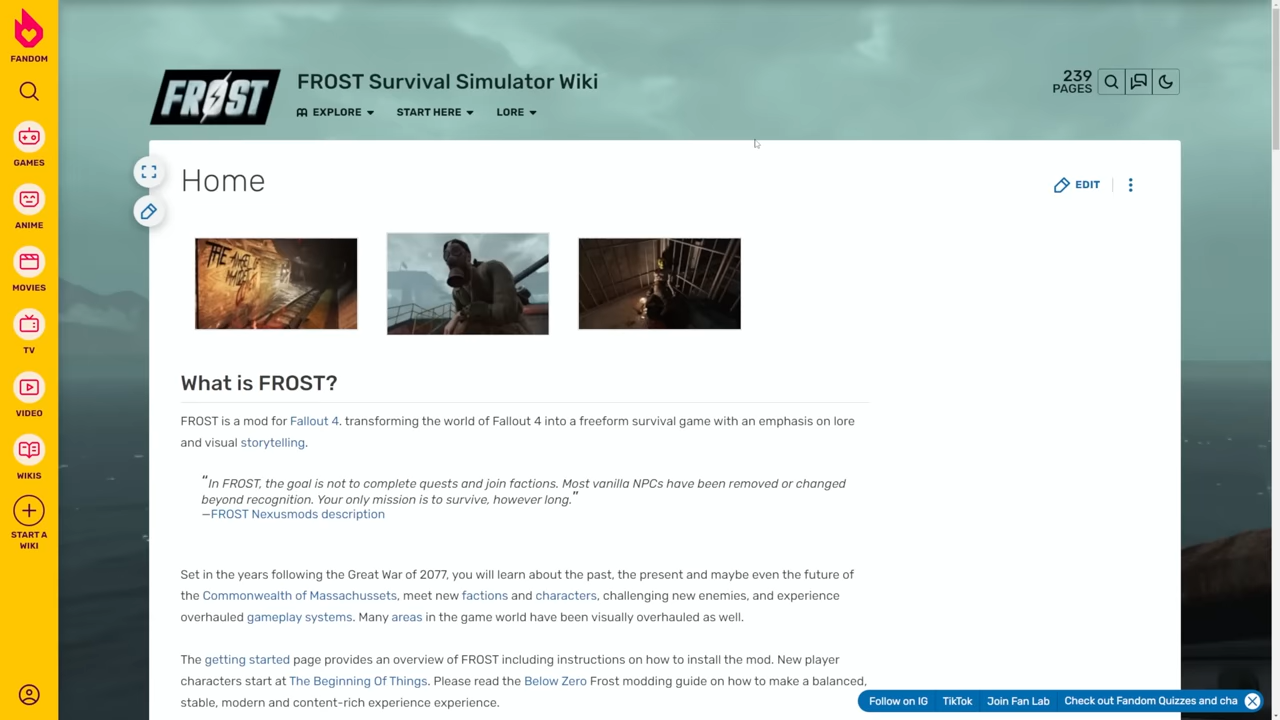 FANDOM
GAMES
ANIME
MOVIES
TV
VIDEO
WIKIS
START A
WIKI
FROST
FROST Survival Simulator Wiki
EXPLORE
START HERE
LORE
239
PAGES
Home
EDIT
What is FROST?
FROST is a mod for Fallout 4. transforming the world of Fallout 4 into a freeform survival game with an emphasis on lore
and visual storytelling.
"In FROST, the goal is not to complete quests and join factions. Most vanilla NPCs have been removed or changed
beyond recognition. Your only mission is to survive, however long."
—FROST Nexusmods description
Set in the years following the Great War of 2077, you will learn about the past, the present and maybe even the future of
the Commonwealth of Massachussets, meet new factions and characters, challenging new enemies, and experience
overhauled gameplay systems. Many areas in the game world have been visually overhauled as well.
The getting started page provides an overview of FROST including instructions on how to install the mod. New player
characters start at The Beginning Of Things. Please read the Below Zero Frost modding guide on how to make a balanced,
stable, modern and content-rich experience experience.
Follow on IG
TikTok
Join Fan Lab
Check out Fandom Quizzes and cha